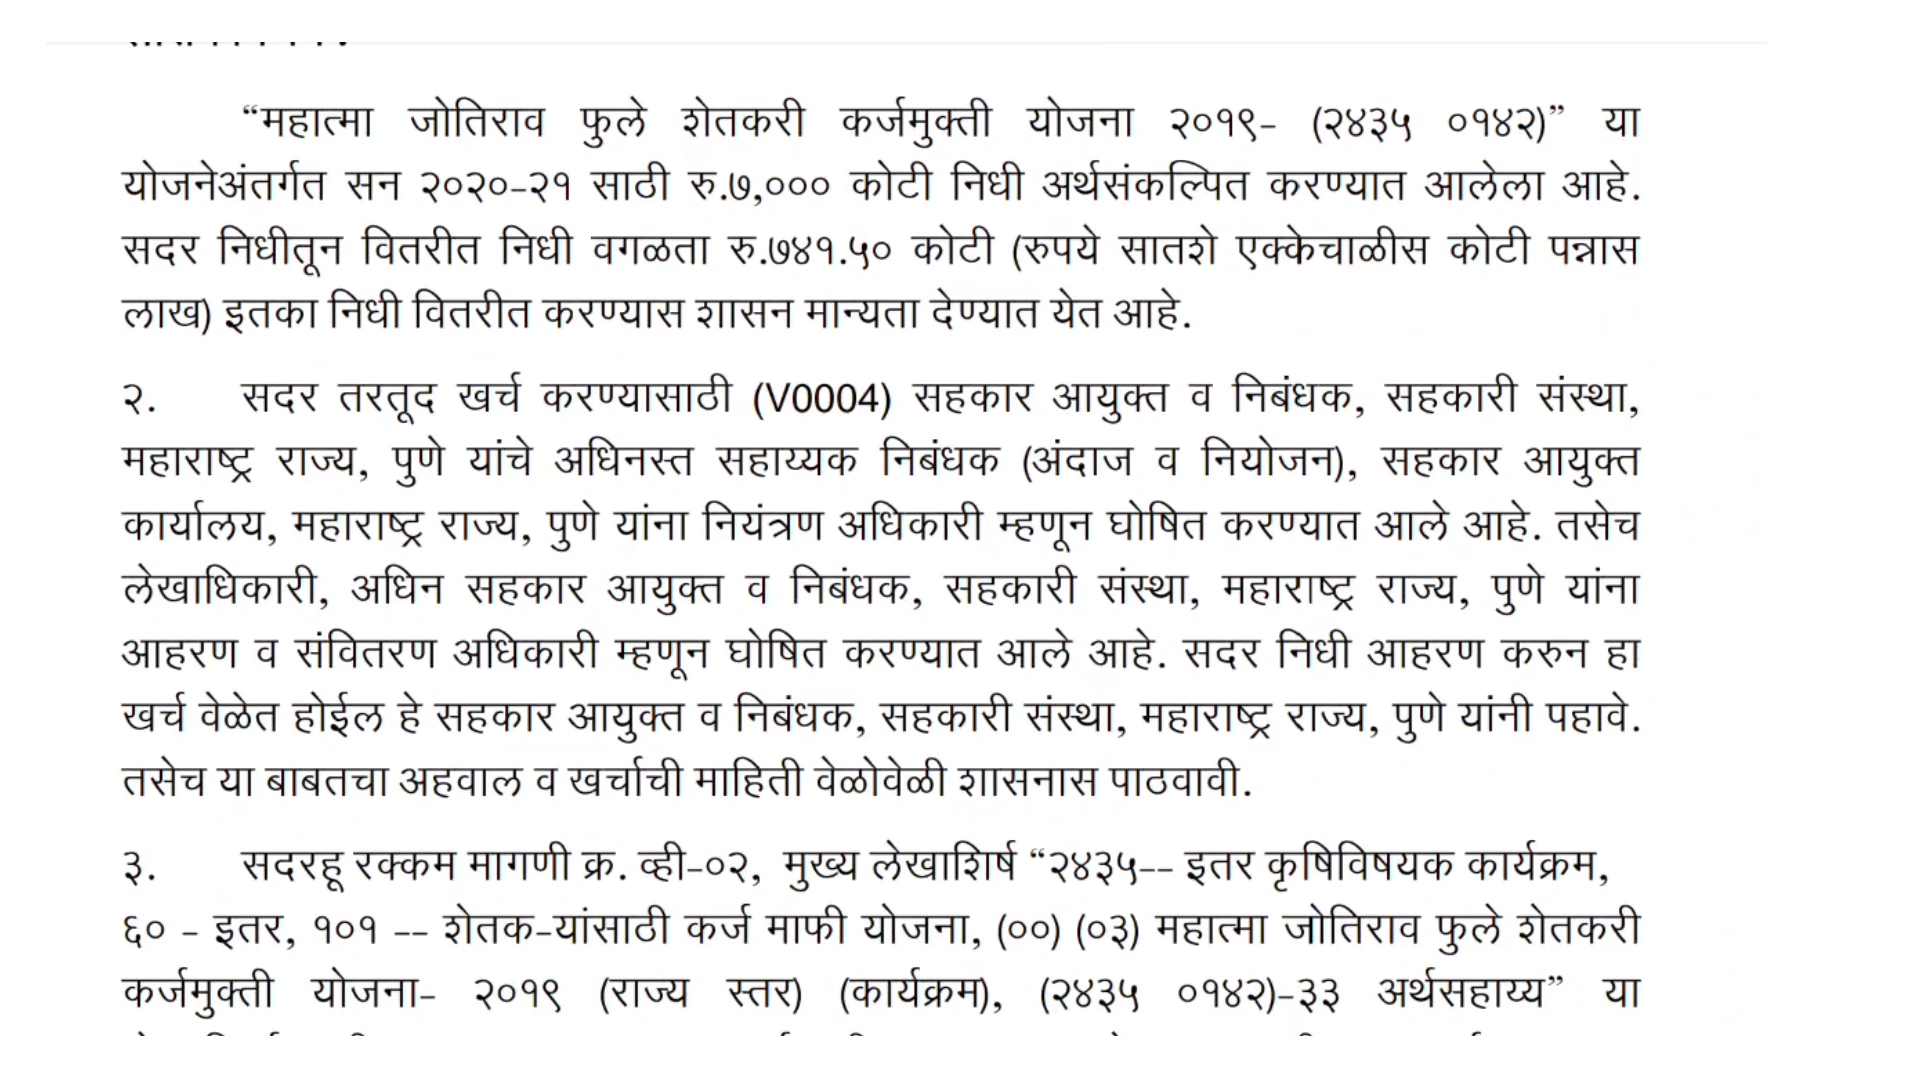 “महात्मा जोतिराव फुले शेतकरी कर्जमुक्ती योजना २०१९- (२४३५ ०१४२)” या
योजनेअंतर्गत सन २०२०-२१ साठी रु.७,००० कोटी निधी अर्थसंकल्पित करण्यात आलेला आहे.
सदर निधीतून वितरीत निधी वगळता रु.७४१.५० कोटी (रुपये सातशे एक्केचाळीस कोटी पन्नास
लाख) इतका निधी वितरीत करण्यास शासन मान्यता देण्यात येत आहे.
२. सदर तरतूद खर्च करण्यासाठी (V0004) सहकार आयुक्त व निबंधक, सहकारी संस्था,
महाराष्ट्र राज्य, पुणे यांचे अधिनस्त सहाय्यक निबंधक (अंदाज व नियोजन), सहकार आयुक्त
कार्यालय, महाराष्ट्र राज्य, पुणे यांना नियंत्रण अधिकारी म्हणून घोषित करण्यात आले आहे. तसेच
लेखाधिकारी, अधिन सहकार आयुक्त व निबंधक, सहकारी संस्था, महाराष्ट्र राज्य, पुणे यांना
आहरण व संवितरण अधिकारी म्हणून घोषित करण्यात आले आहे. सदर निधी आहरण करुन हा
खर्च वेळेत होईल हे सहकार आयुक्त व निबंधक, सहकारी संस्था, महाराष्ट्र राज्य, पुणे यांनी पहावे.
तसेच या बाबतचा अहवाल व खर्चाची माहिती वेळोवेळी शासनास पाठवावी.
३. सदरहू रक्कम मागणी क्र. व्ही-०२, मुख्य लेखाशिर्ष “२४३५-- इतर कृषिविषयक कार्यक्रम,
६० - इतर, १०१ -- शेतक-यांसाठी कर्ज माफी योजना, (००) (०३) महात्मा जोतिराव फुले शेतकरी
कर्जमुक्ती योजना- २०१९ (राज्य स्तर) (कार्यक्रम), (२४३५ ०१४२)-३३ अर्थसहाय्य” या